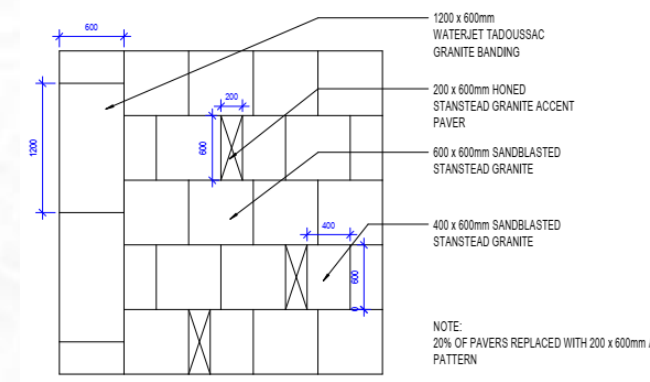 600
1200 x 600mm
WATERJET TADOUSSAC
GRANITE BANDING
200
200 x 600mm HONED
STANSTEAD GRANITE ACCENT
PAVER
1200
600
600 x 600mm SANDBLASTED
STANSTEAD GRANITE
400
400 x 600mm SANDBLASTED
STANSTEAD GRANITE
600
NOTE:
20% OF PAVERS REPLACED WITH 200 x 600mm
PATTERN